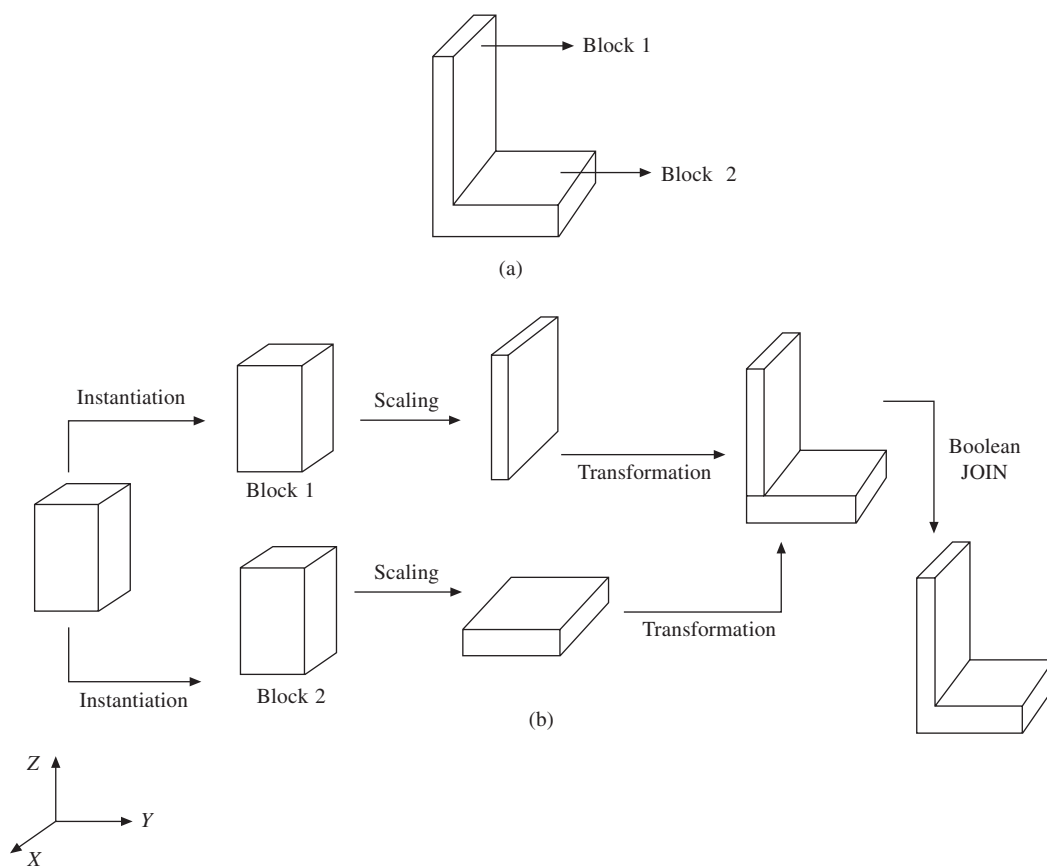 Block 1
Block 2
(a)
Instantiation
Scaling
Block 1
Transformation
Boolean
JOIN
Scaling
Transformation
Instantiation
Block 2
(b)
Z
Y
X